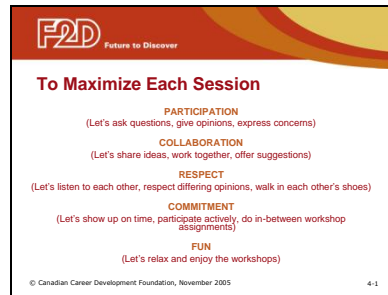 F2D Future to Discover
To Maximize Each Session
PARTICIPATION
(Let's ask questions, give opinions, express concerns)
COLLABORATION
(Let's share ideas, work together, offer suggestions)
RESPECT
(Let's listen to each other, respect differing opinions, walk in each other's shoes)
COMMITMENT
(Let's show up on time, participate actively, do in-between workshop
assignments)
FUN
(Let's relax and enjoy the workshops)
© Canadian Career Development Foundation, November 2005 4-1